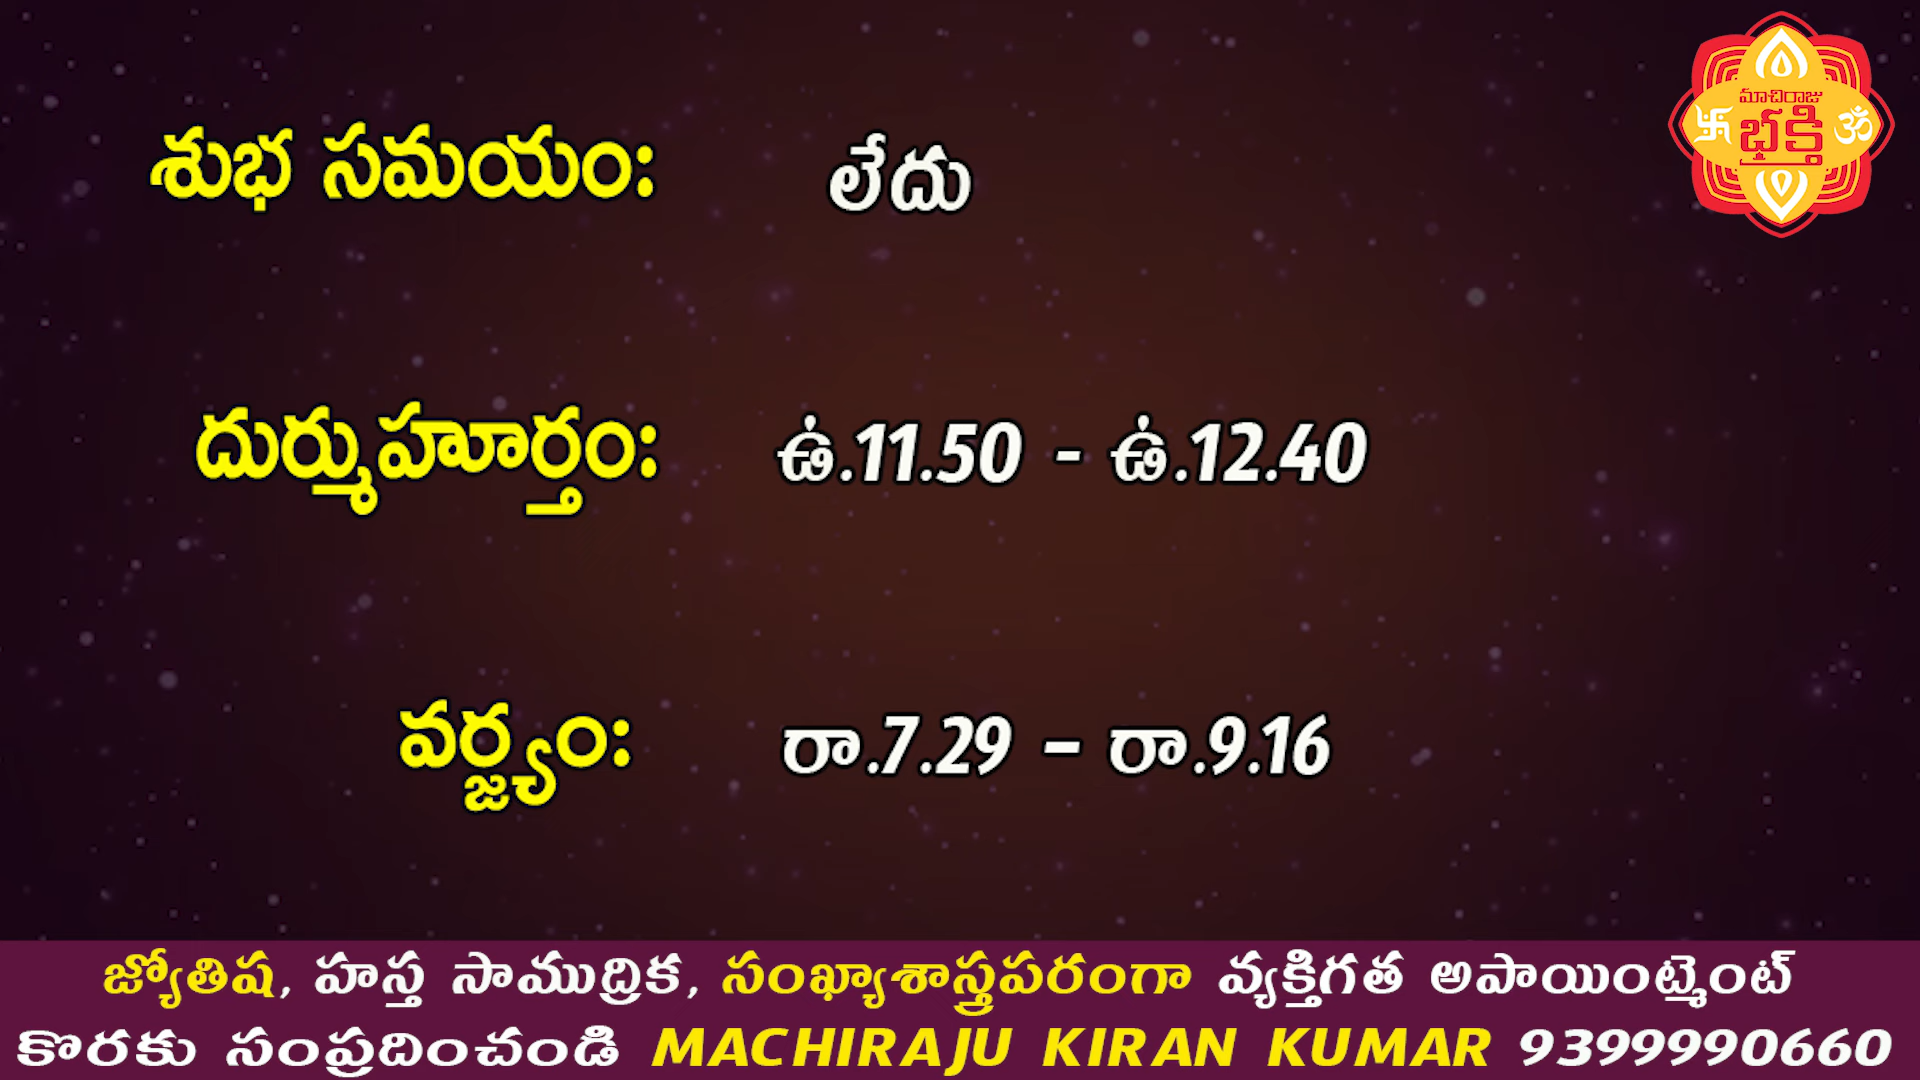 మాచిరాజు
భక్తి
శుభ సమయం: లేదు
దుర్ముహూర్తం: ఉ.11.50 - ఉ.12.40
వర్జ్యం: రా.7.29 - రా.9.16
జ్యోతిష, హస్త సాముద్రిక, సంఖ్యాశాస్త్రపరంగా వ్యక్తిగత అపాయింట్మెంట్
కొరకు సంప్రదించండి MACHIRAJU KIRAN KUMAR 9399990660